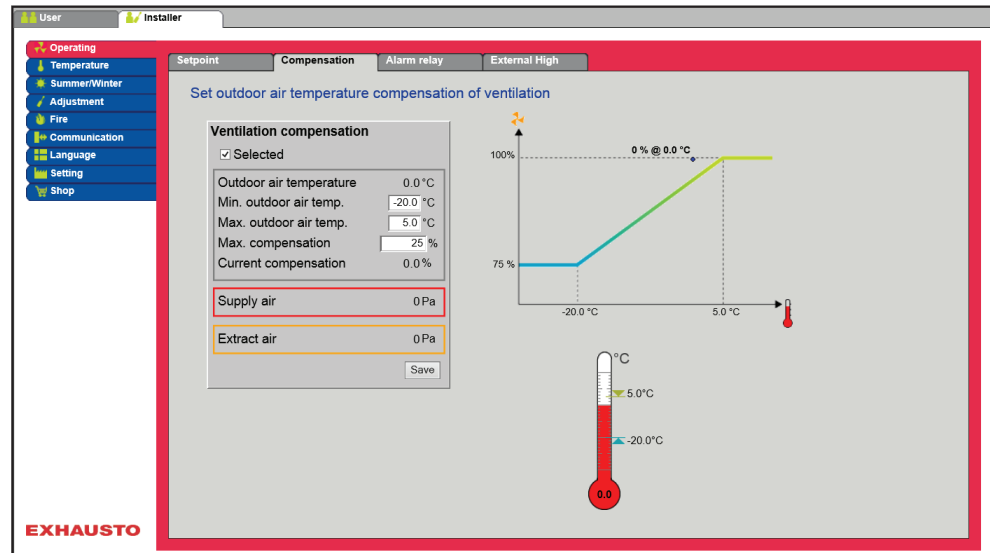 User
Installer
Operating
Temperature
Summer/Winter
Adjustment
Fire
Communication
Language
Setting
Shop
Setpoint Compensation Alarm relay External High
Set outdoor air temperature compensation of ventilation
Ventilation compensation
Selected
Outdoor air temperature 0.0 °C
Min. outdoor air temp. -20.0 °C
Max. outdoor air temp. 5.0 °C
Max. compensation 25 %
Current compensation 0.0 %
Supply air 0 Pa
Extract air 0 Pa
Save
0 % @ 0.0 °C
100%
75 %
-20.0 °C 5.0 °C
°C
5.0°C
-20.0°C
0.0
EXHAUSTO